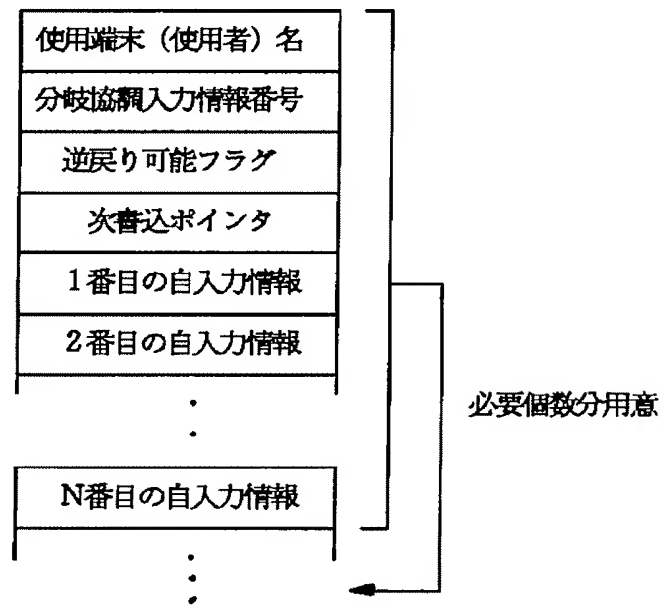 使用端末（使用者）名
分岐協調入力情報番号
逆戻り可能フラグ
次書込ポインタ
1番目の自入力情報
2番目の自入力情報
必要個数分用意
N番目の自入力情報